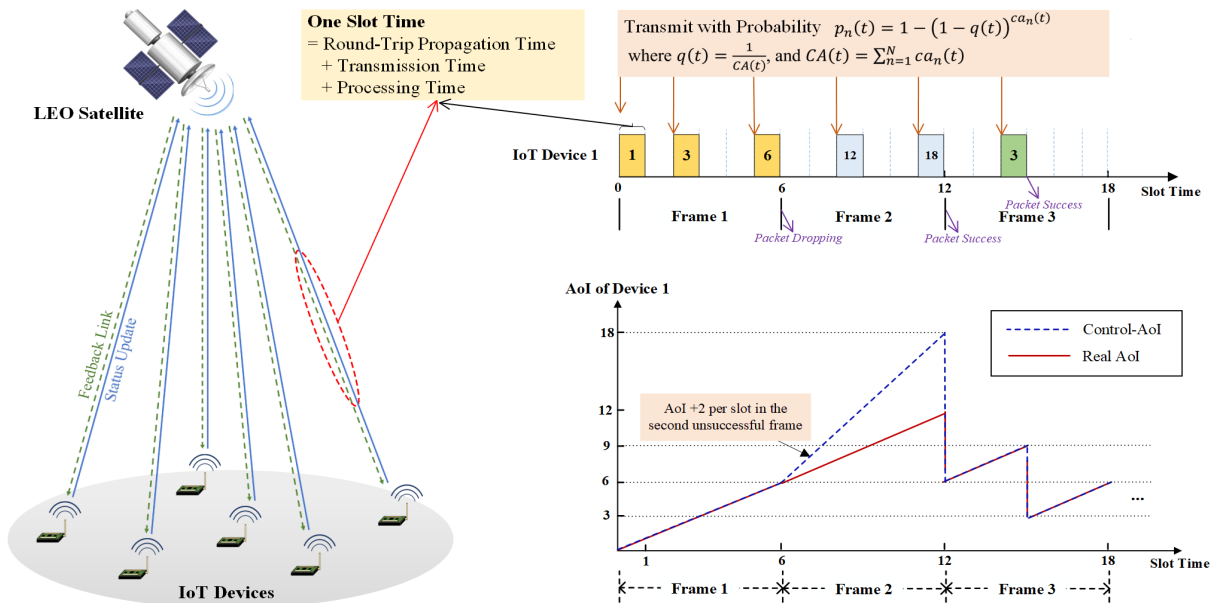 One Slot Time
= Round-Trip Propagation Time
+ Transmission Time
+ Processing Time
LEO Satellite
Feedback Link
Status Update
IoT Devices
Transmit with Probability p_n(t) = 1 − (1 − q(t))^{ca_n(t)}
where q(t) = 1/CA(t), and CA(t) = ∑_{n=1}^{N} ca_n(t)
IoT Device 1
1 3 6 12 18 3
0 6 12 18
Slot Time
Packet Success
Frame 1 Frame 2 Frame 3
Packet Dropping Packet Success
AoI of Device 1
18
12
9
6
3
Control-AoI
Real AoI
AoI +2 per slot in the
second unsuccessful frame
...
1 6 12 18
Slot Time
Frame 1 Frame 2 Frame 3